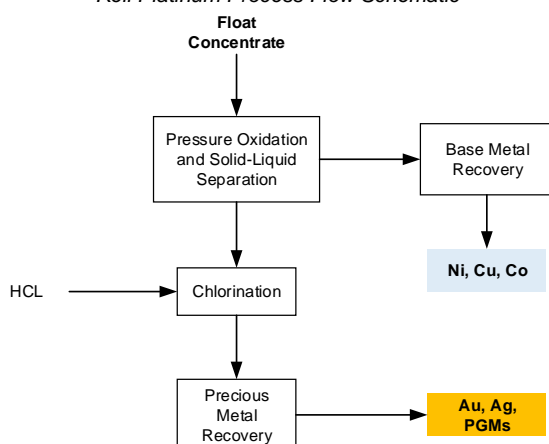 Kell Platinum Process Flow Schematic
Float
Concentrate
Pressure Oxidation
and Solid-Liquid
Separation
Base Metal
Recovery
Ni, Cu, Co
HCL
Chlorination
Precious
Metal
Recovery
Au, Ag,
PGMs